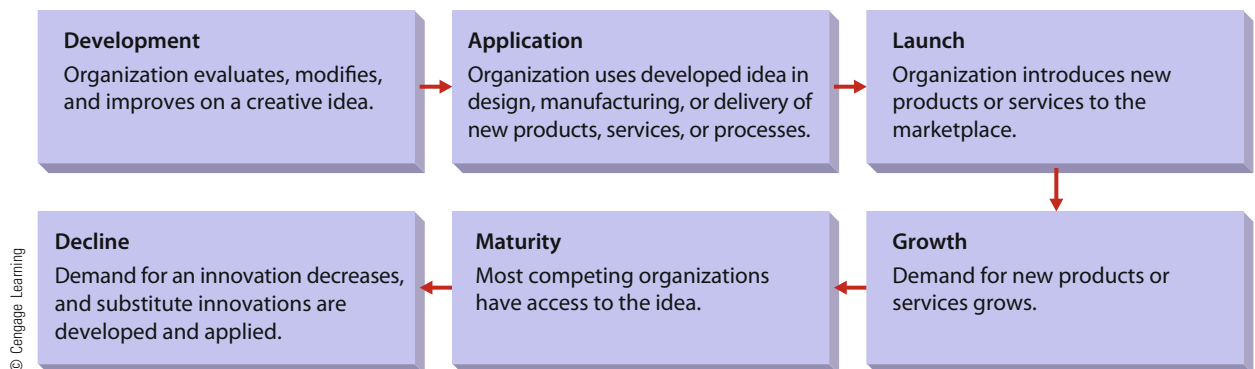 Development
Organization evaluates, modifies,
and improves on a creative idea.
Application
Organization uses developed idea in
design, manufacturing, or delivery of
new products, services, or processes.
Launch
Organization introduces new
products or services to the
marketplace.
Growth
Demand for new products or
services grows.
Maturity
Most competing organizations
have access to the idea.
Decline
Demand for an innovation decreases,
and substitute innovations are
developed and applied.
© Cengage Learning